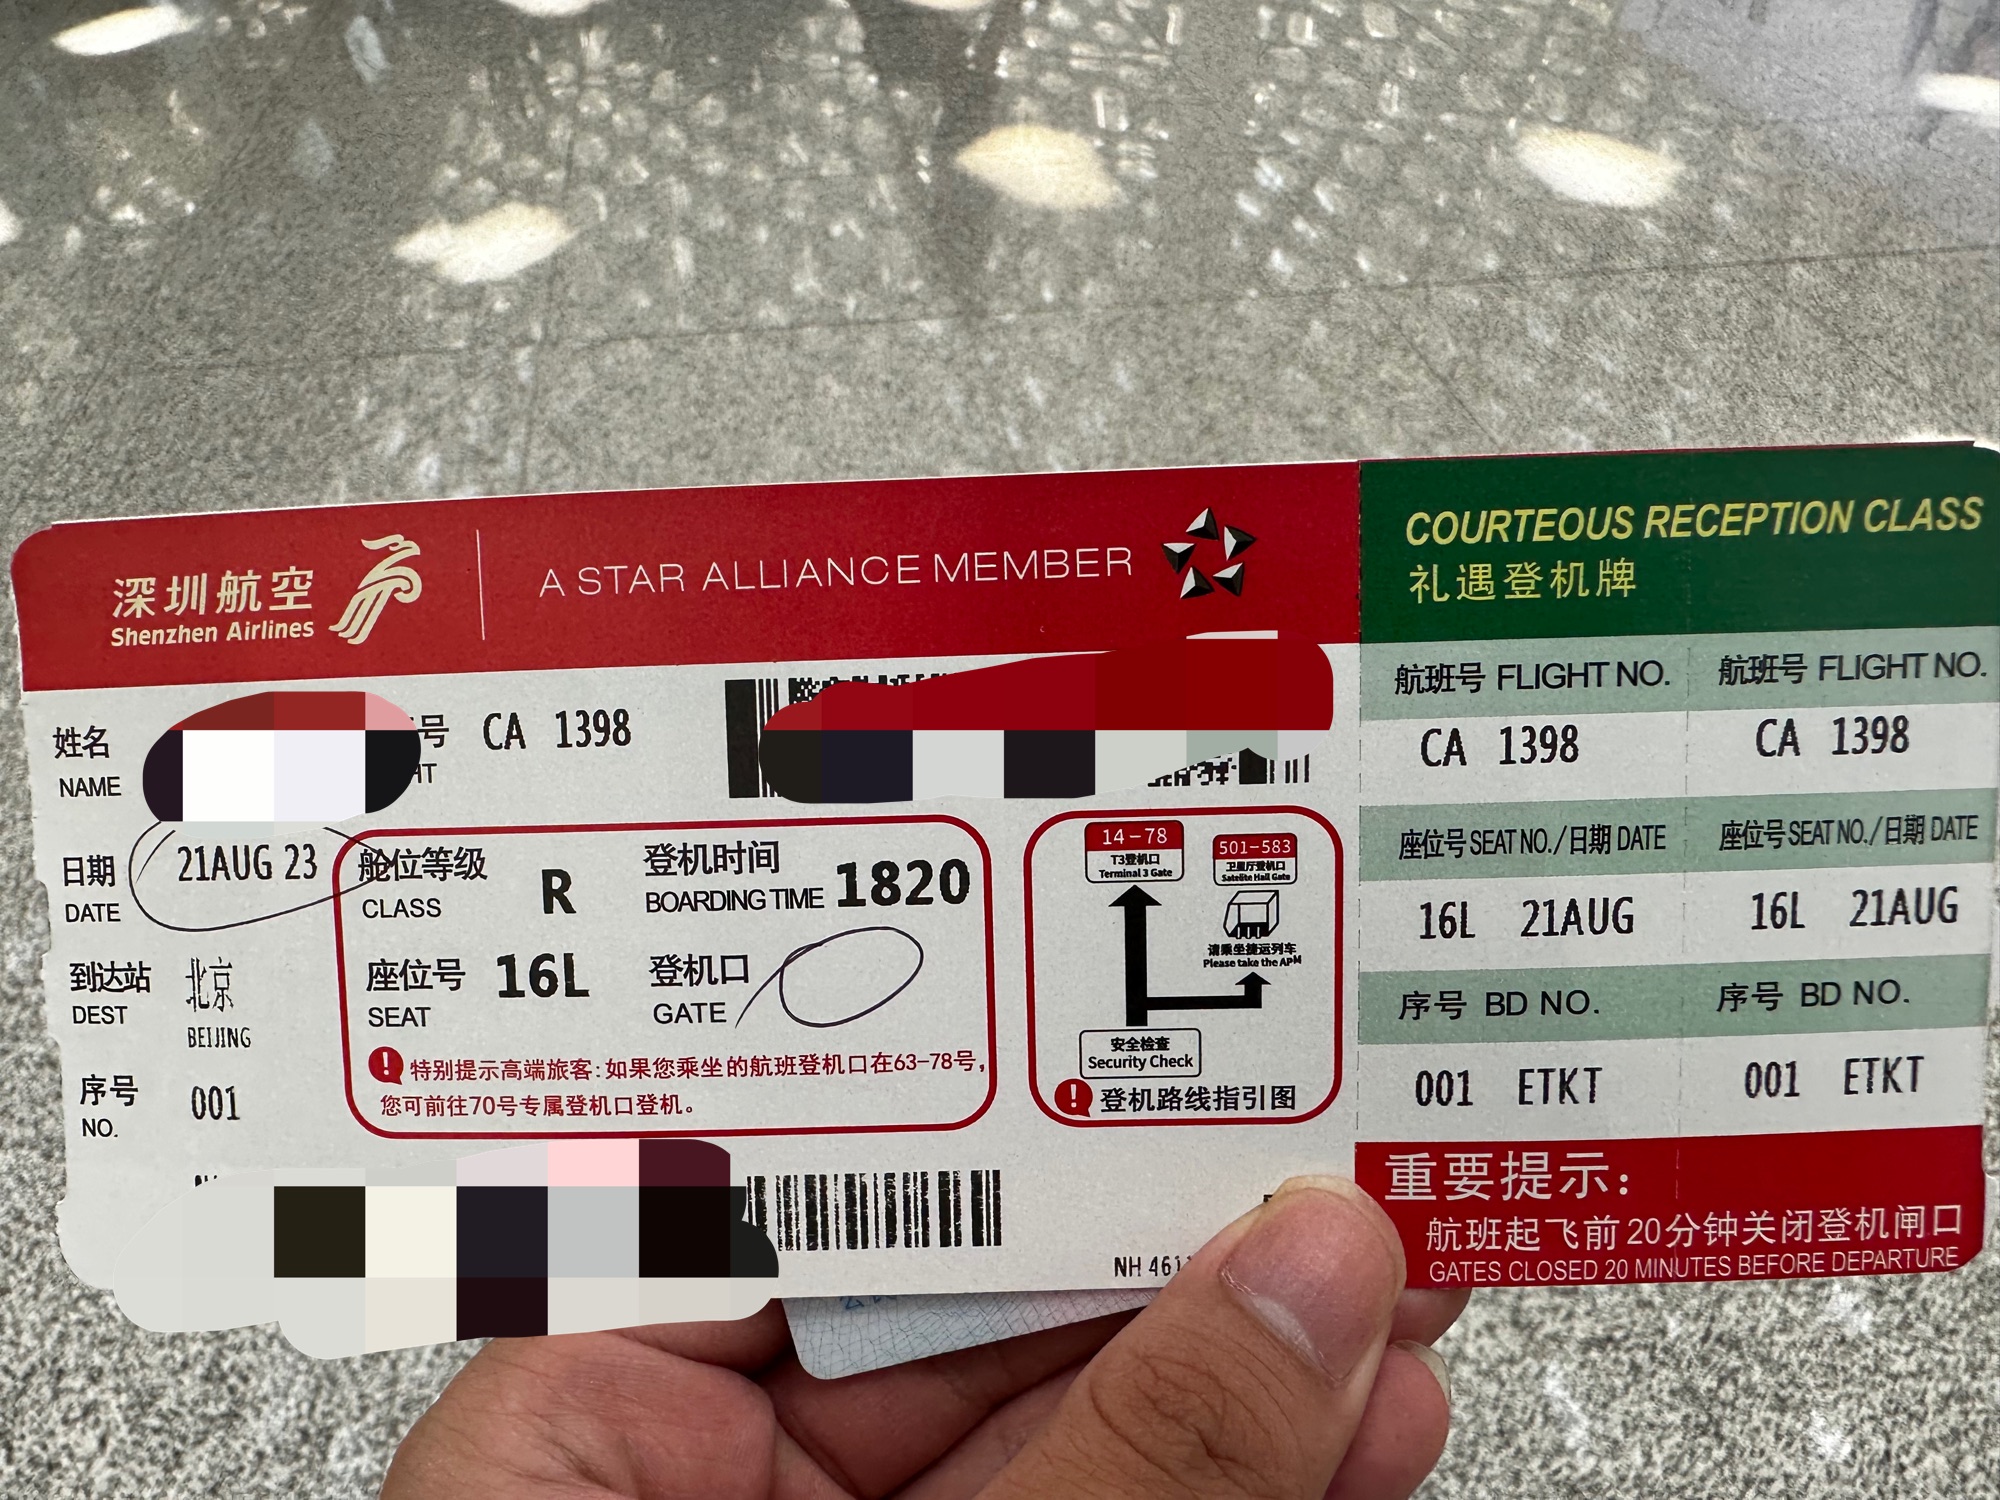 深圳航空
Shenzhen Airlines
A STAR ALLIANCE MEMBER
COURTEOUS RECEPTION CLASS
礼遇登机牌
姓名
NAME
号 CA 1398
日期
DATE
21AUG 23
到达站
DEST
北京
BEIJING
序号
NO.
001
舱位等级
CLASS
R
登机时间
BOARDING TIME
1820
座位号
SEAT
16L
登机口
GATE
特别提示高端旅客:如果您乘坐的航班登机口在63-78号,
您可前往70号专属登机口登机。
14-78
T3登机口
Terminal 3 Gate
501-583
卫星厅登机口
Satelite Hall Gate
请乘坐捷运列车
Please take the APM
安全检查
Security Check
登机路线指引图
NH 461
航班号 FLIGHT NO.
CA 1398
座位号 SEAT NO./日期 DATE
16L 21AUG
序号 BD NO.
001 ETKT
航班号 FLIGHT NO.
CA 1398
座位号 SEAT NO./日期 DATE
16L 21AUG
序号 BD NO.
001 ETKT
重要提示:
航班起飞前20分钟关闭登机闸口
GATES CLOSED 20 MINUTES BEFORE DEPARTURE